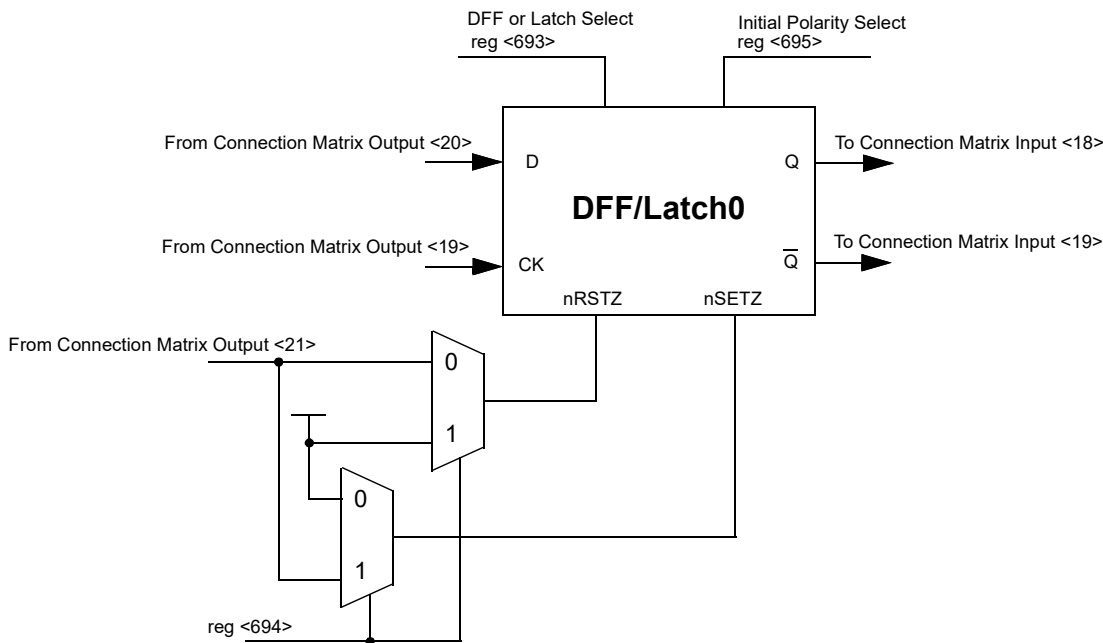 DFF or Latch Select
reg <693>
Initial Polarity Select
reg <695>
From Connection Matrix Output <20>
D
Q
To Connection Matrix Input <18>
DFF/Latch0
From Connection Matrix Output <19>
CK
Q̅
To Connection Matrix Input <19>
nRSTZ
nSETZ
From Connection Matrix Output <21>
0
1
0
1
reg <694>